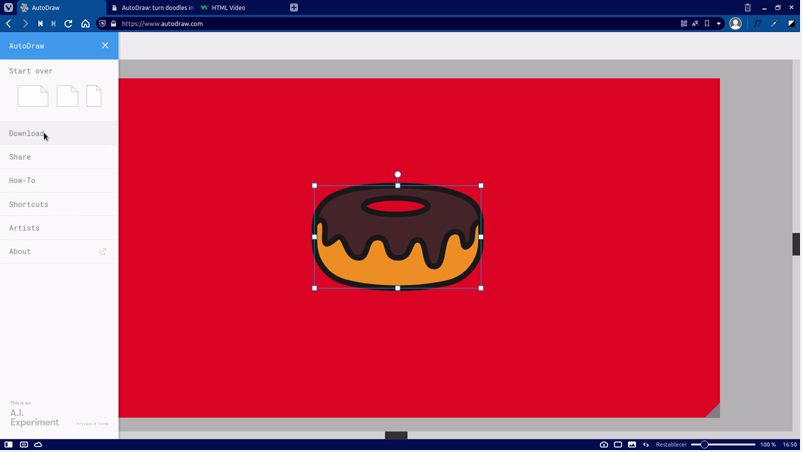 AutoDraw
AutoDraw: turn doodles in
HTML Video
https://www.autodraw.com
AutoDraw
Start over
Download
Share
How-To
Shortcuts
Artists
About
This is an
A.I.
Experiment
Privacy & Terms
Restablecer
100 %
16:50